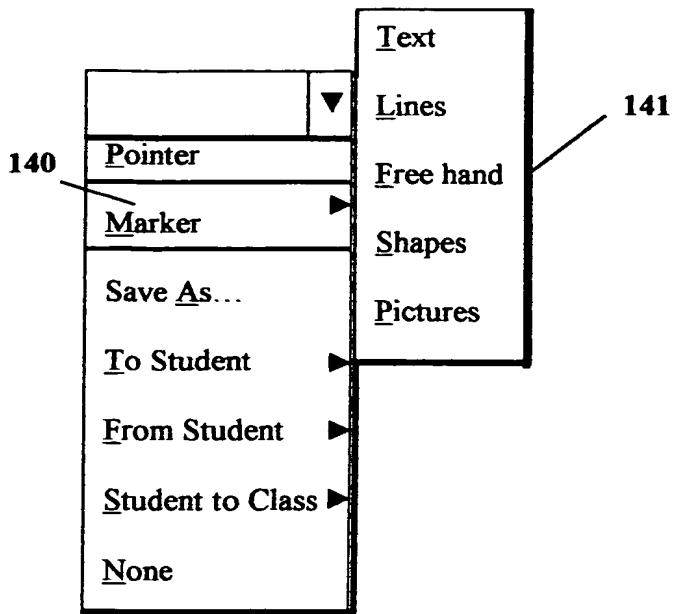 Text
Lines
141
Pointer
140
Free hand
Marker
Shapes
Save As...
Pictures
To Student
From Student
Student to Class
None